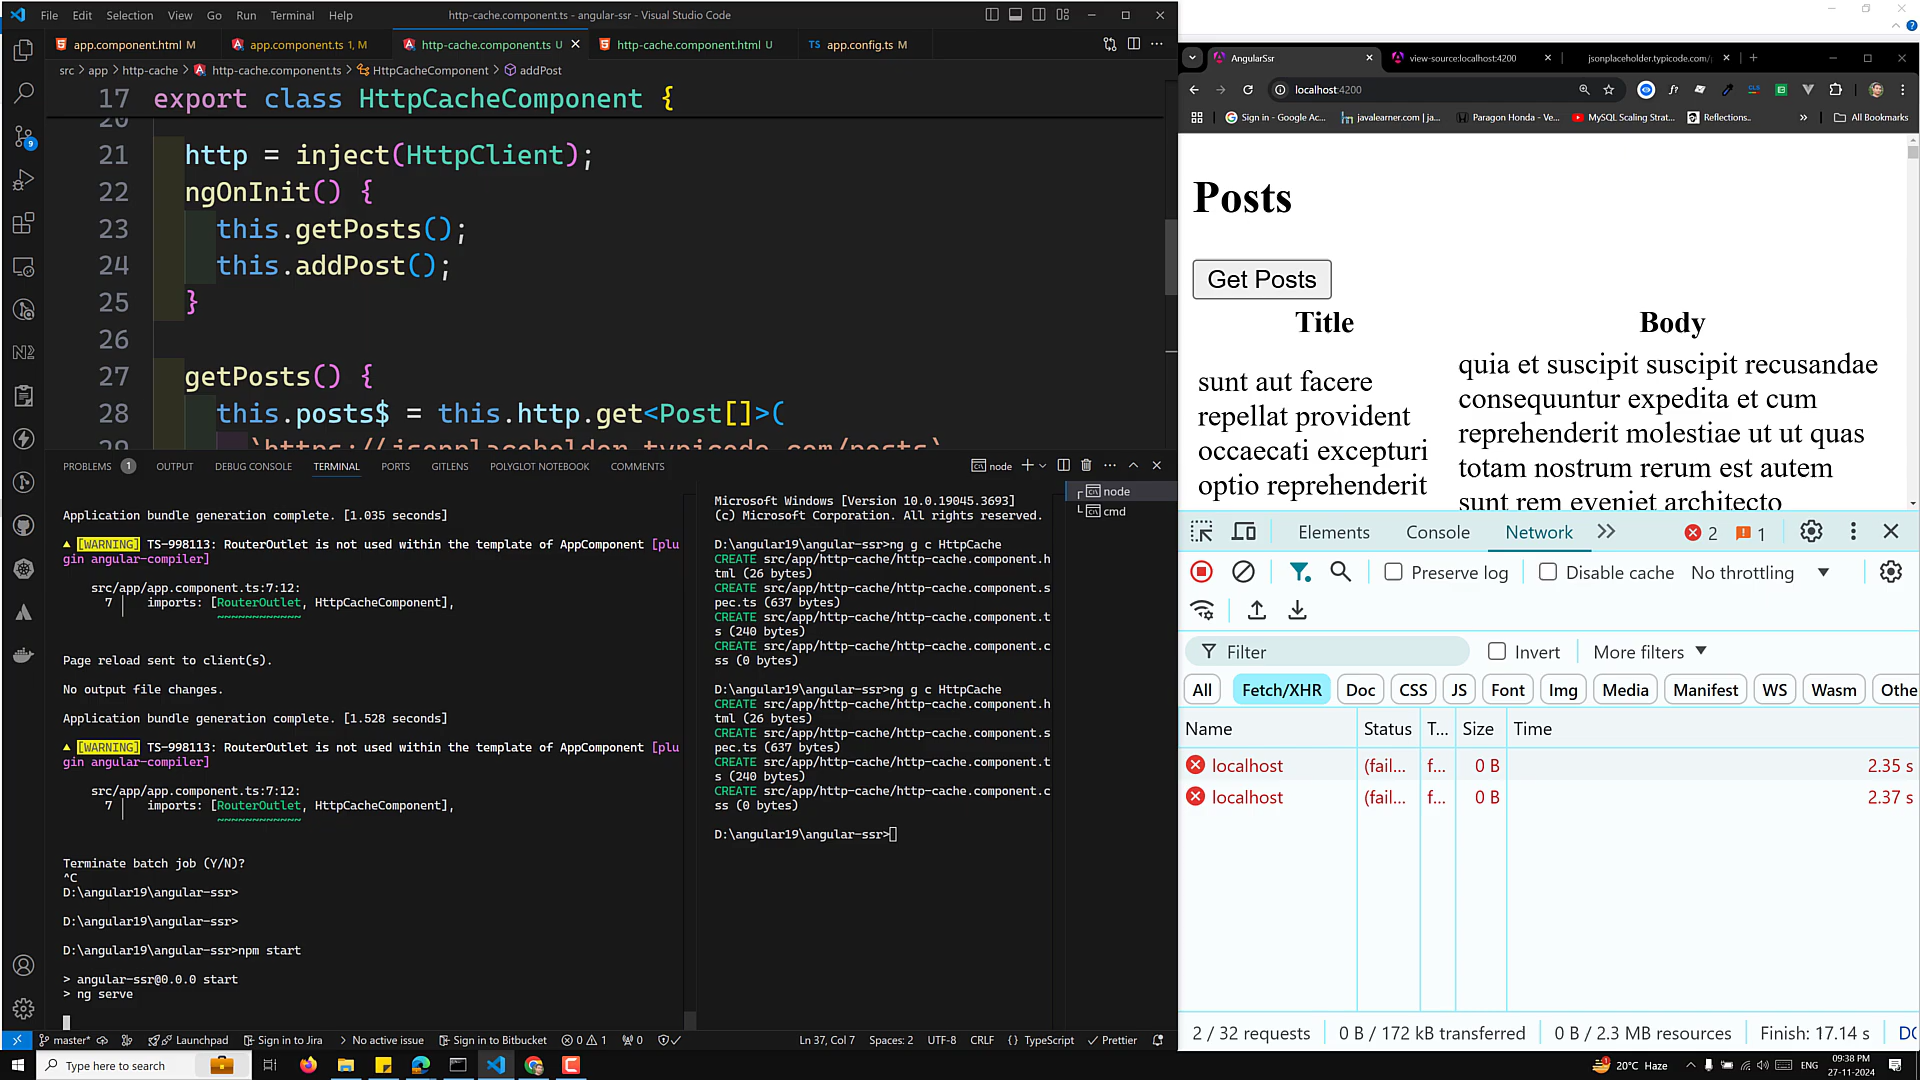 File Edit Selection View Go Run Terminal Help
http-cache.component.ts - angular-ssr - Visual Studio Code
app.component.html M
app.component.ts 1, M
http-cache.component.ts U
http-cache.component.html U
TS app.config.ts M
src > app > http-cache > http-cache.component.ts > HttpCacheComponent > addPost
17 export class HttpCacheComponent {
20
21 http = inject(HttpClient);
22 ngOnInit() {
23 this.getPosts();
24 this.addPost();
25 }
26
27 getPosts() {
28 this.posts$ = this.http.get<Post[]>(
29 `https://jsonplaceholder.typicode.com/posts`
PROBLEMS 1 OUTPUT DEBUG CONSOLE TERMINAL PORTS GITLENS POLYGLOT NOTEBOOK COMMENTS
node
node
cmd
Application bundle generation complete. [1.035 seconds]
▲ [WARNING] TS-998113: RouterOutlet is not used within the template of AppComponent [plu
gin angular-compiler]
src/app/app.component.ts:7:12:
7 │ imports: [RouterOutlet, HttpCacheComponent],
~~~~~~~~~~~~
Page reload sent to client(s).
No output file changes.
Application bundle generation complete. [1.528 seconds]
▲ [WARNING] TS-998113: RouterOutlet is not used within the template of AppComponent [plu
gin angular-compiler]
src/app/app.component.ts:7:12:
7 │ imports: [RouterOutlet, HttpCacheComponent],
~~~~~~~~~~~~
Terminate batch job (Y/N)?
^C
D:\angular19\angular-ssr>
D:\angular19\angular-ssr>
D:\angular19\angular-ssr>npm start
> angular-ssr@0.0.0 start
> ng serve
Microsoft Windows [Version 10.0.19045.3693]
(c) Microsoft Corporation. All rights reserved.
D:\angular19\angular-ssr>ng g c HttpCache
CREATE src/app/http-cache/http-cache.component.h
tml (26 bytes)
CREATE src/app/http-cache/http-cache.component.s
pec.ts (637 bytes)
CREATE src/app/http-cache/http-cache.component.t
s (240 bytes)
CREATE src/app/http-cache/http-cache.component.c
ss (0 bytes)
D:\angular19\angular-ssr>ng g c HttpCache
CREATE src/app/http-cache/http-cache.component.h
tml (26 bytes)
CREATE src/app/http-cache/http-cache.component.s
pec.ts (637 bytes)
CREATE src/app/http-cache/http-cache.component.t
s (240 bytes)
CREATE src/app/http-cache/http-cache.component.c
ss (0 bytes)
D:\angular19\angular-ssr>
master* Launchpad Sign in to Jira No active issue Sign in to Bitbucket 0 1 0
Ln 37, Col 7 Spaces: 2 UTF-8 CRLF {} TypeScript Prettier
AngularSsr
view-source:localhost:4200
jsonplaceholder.typicode.com/
localhost:4200
Sign in - Google Ac...
javalearner.com | ja...
Paragon Honda - Ve...
MySQL Scaling Strat...
Reflections..
All Bookmarks
Posts
Get Posts
Title Body
sunt aut facere
repellat provident
occaecati excepturi
optio reprehenderit
quia et suscipit suscipit recusandae
consequuntur expedita et cum
reprehenderit molestiae ut ut quas
totam nostrum rerum est autem
sunt rem eveniet architecto
Elements Console Network 2 1
Preserve log Disable cache No throttling
Filter Invert More filters
All Fetch/XHR Doc CSS JS Font Img Media Manifest WS Wasm Othe
Name Status T... Size Time
localhost (fail... f... 0 B 2.35 s
localhost (fail... f... 0 B 2.37 s
2 / 32 requests 0 B / 172 kB transferred 0 B / 2.3 MB resources Finish: 17.14 s DO
Type here to search
20°C Haze
ENG
09:38 PM
27-11-2024